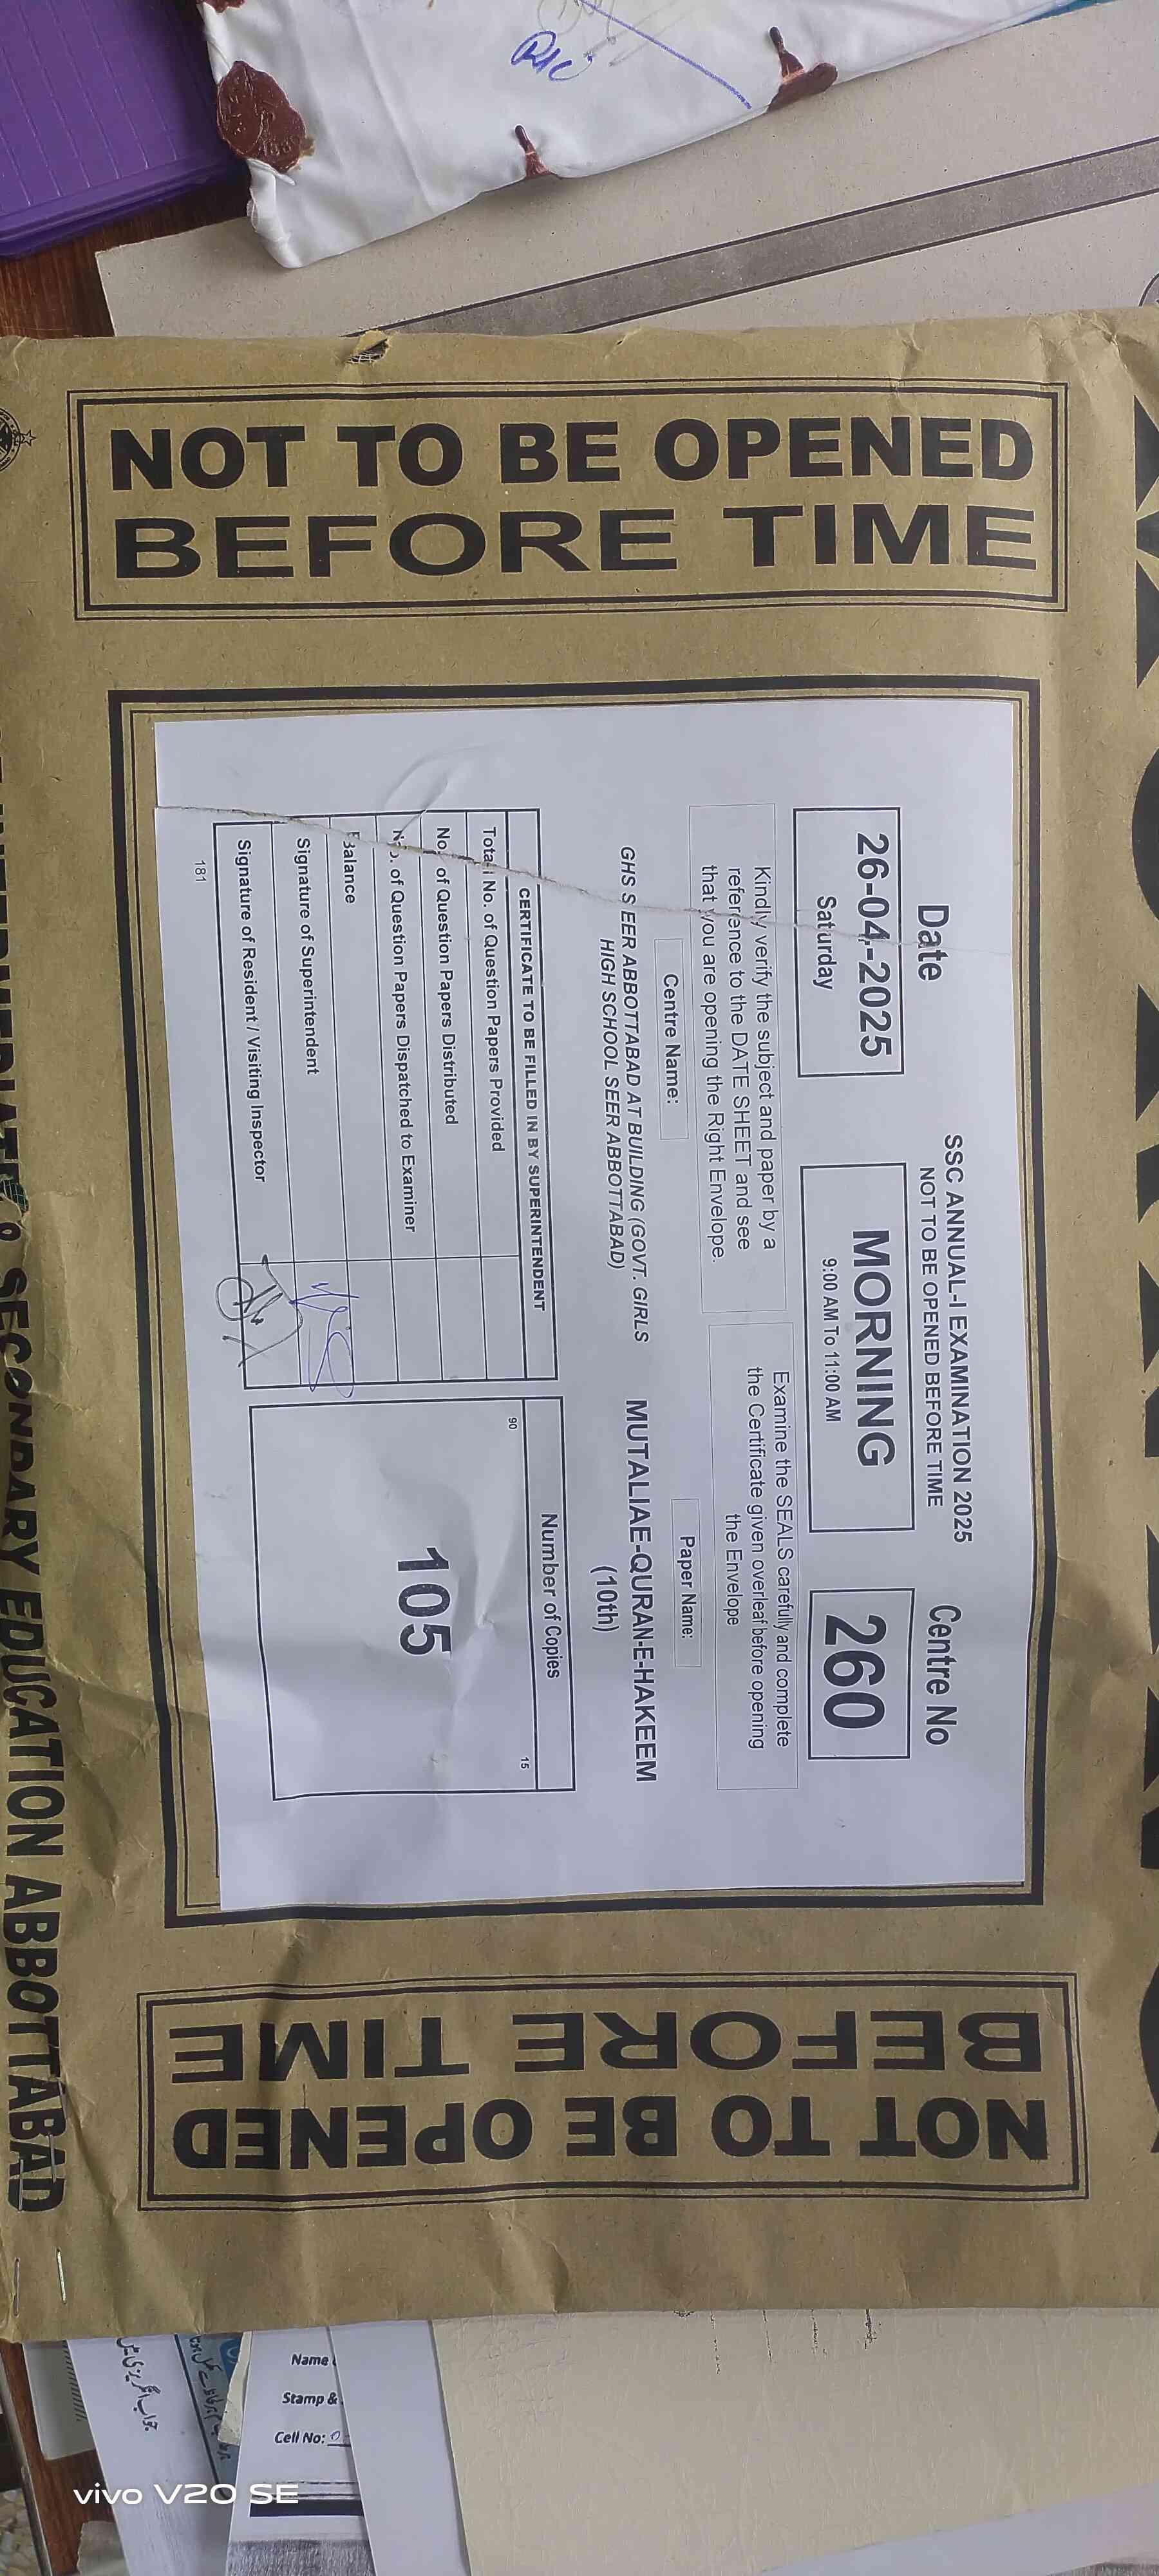 NOT TO BE OPENED
BEFORE TIME
SSC ANNUAL-I EXAMINATION 2025
NOT TO BE OPENED BEFORE TIME
Date
26-04-2025
Saturday
MORNING
9:00 AM To 11:00 AM
Centre No
260
Kindly verify the subject and paper by a
reference to the DATE SHEET and see
that you are opening the Right Envelope.
Examine the SEALS carefully and complete
the Certificate given overleaf before opening
the Envelope
Centre Name:
GHS SEER ABBOTTABAD AT BUILDING (GOVT. GIRLS
HIGH SCHOOL SEER ABBOTTABAD)
Paper Name:
MUTALIAE-QURAN-E-HAKEEM
(10th)
CERTIFICATE TO BE FILLED IN BY SUPERINTENDENT
Total No. of Question Papers Provided
No. of Question Papers Distributed
No. of Question Papers Dispatched to Examiner
Balance
Signature of Superintendent
Signature of Resident / Visiting Inspector
181
Number of Copies
90
15
105
NOT TO BE OPENED
BEFORE TIME
SECONDARY EDUCATION ABBOTTABAD
Name
Stamp &
Cell No:
vivo V20 SE